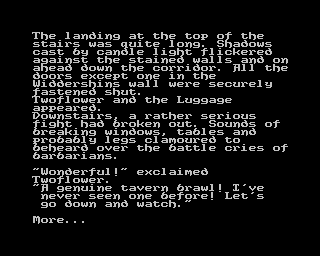 The landing at the top of the
stairs was quite long. Shadows
cast by candle light flickered
against the stained walls and on
ahead down the corridor. All the
doors except one in the
Widdershins wall were securely
fastened shut.
Twoflower and the Luggage
appeared.
Downstairs, a rather serious
fight had broken out. Sounds of
breaking windows, tables and
probably legs clamoured to
beheard over the battle cries of
barbarians.
"Wonderful!" exclaimed
Twoflower.
"A genuine tavern brawl! I've
never seen one before! Let's
go down and watch."
More...